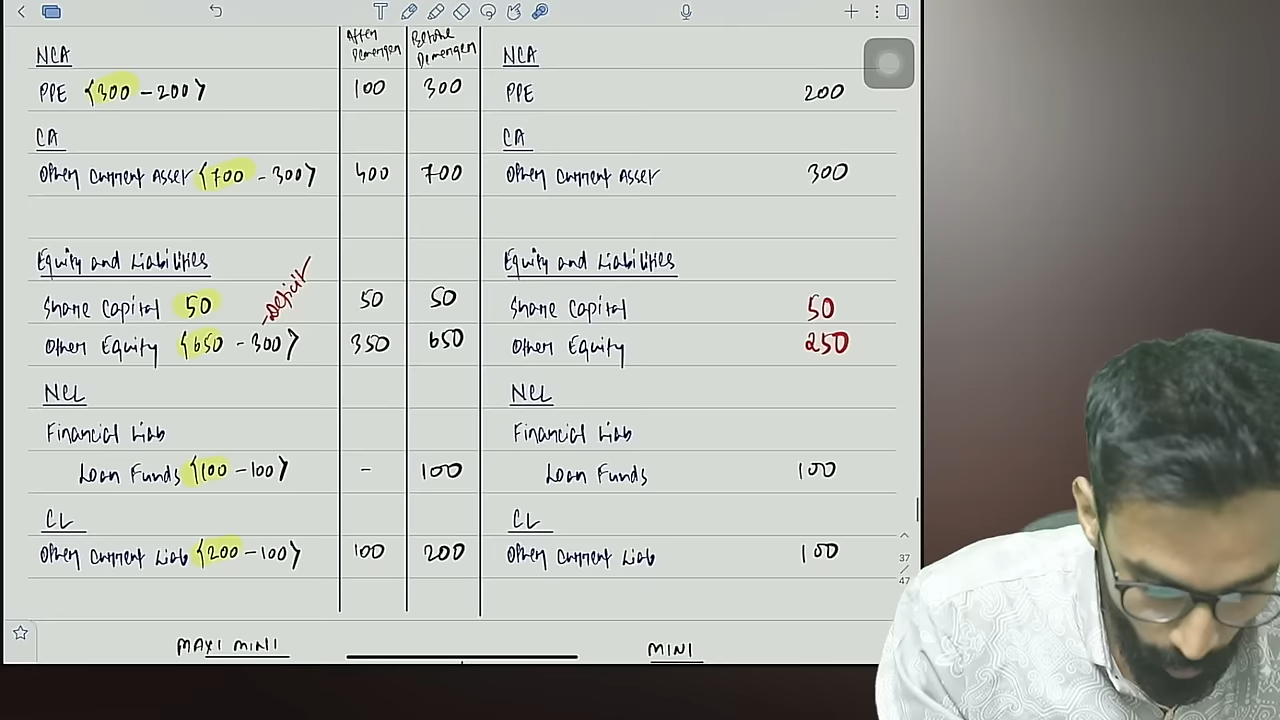 After Demerger Before Demerger
NCA NCA
PPE {300 - 200} 100 300 PPE 200
CA CA
Other Current Asset {700 - 300} 400 700 Other Current Asset 300
Equity and Liabilities Equity and Liabilities
-Deficit
Share Capital 50 50 50 Share Capital 50
Other Equity {650 - 300} 350 650 Other Equity 250
NCL NCL
Financial Liab Financial Liab
Loan Funds {100 - 100} - 100 Loan Funds 100
CL CL
Other Current Liab {200 - 100} 100 200 Other Current Liab 100
37
/
47
MAXI MINI MINI